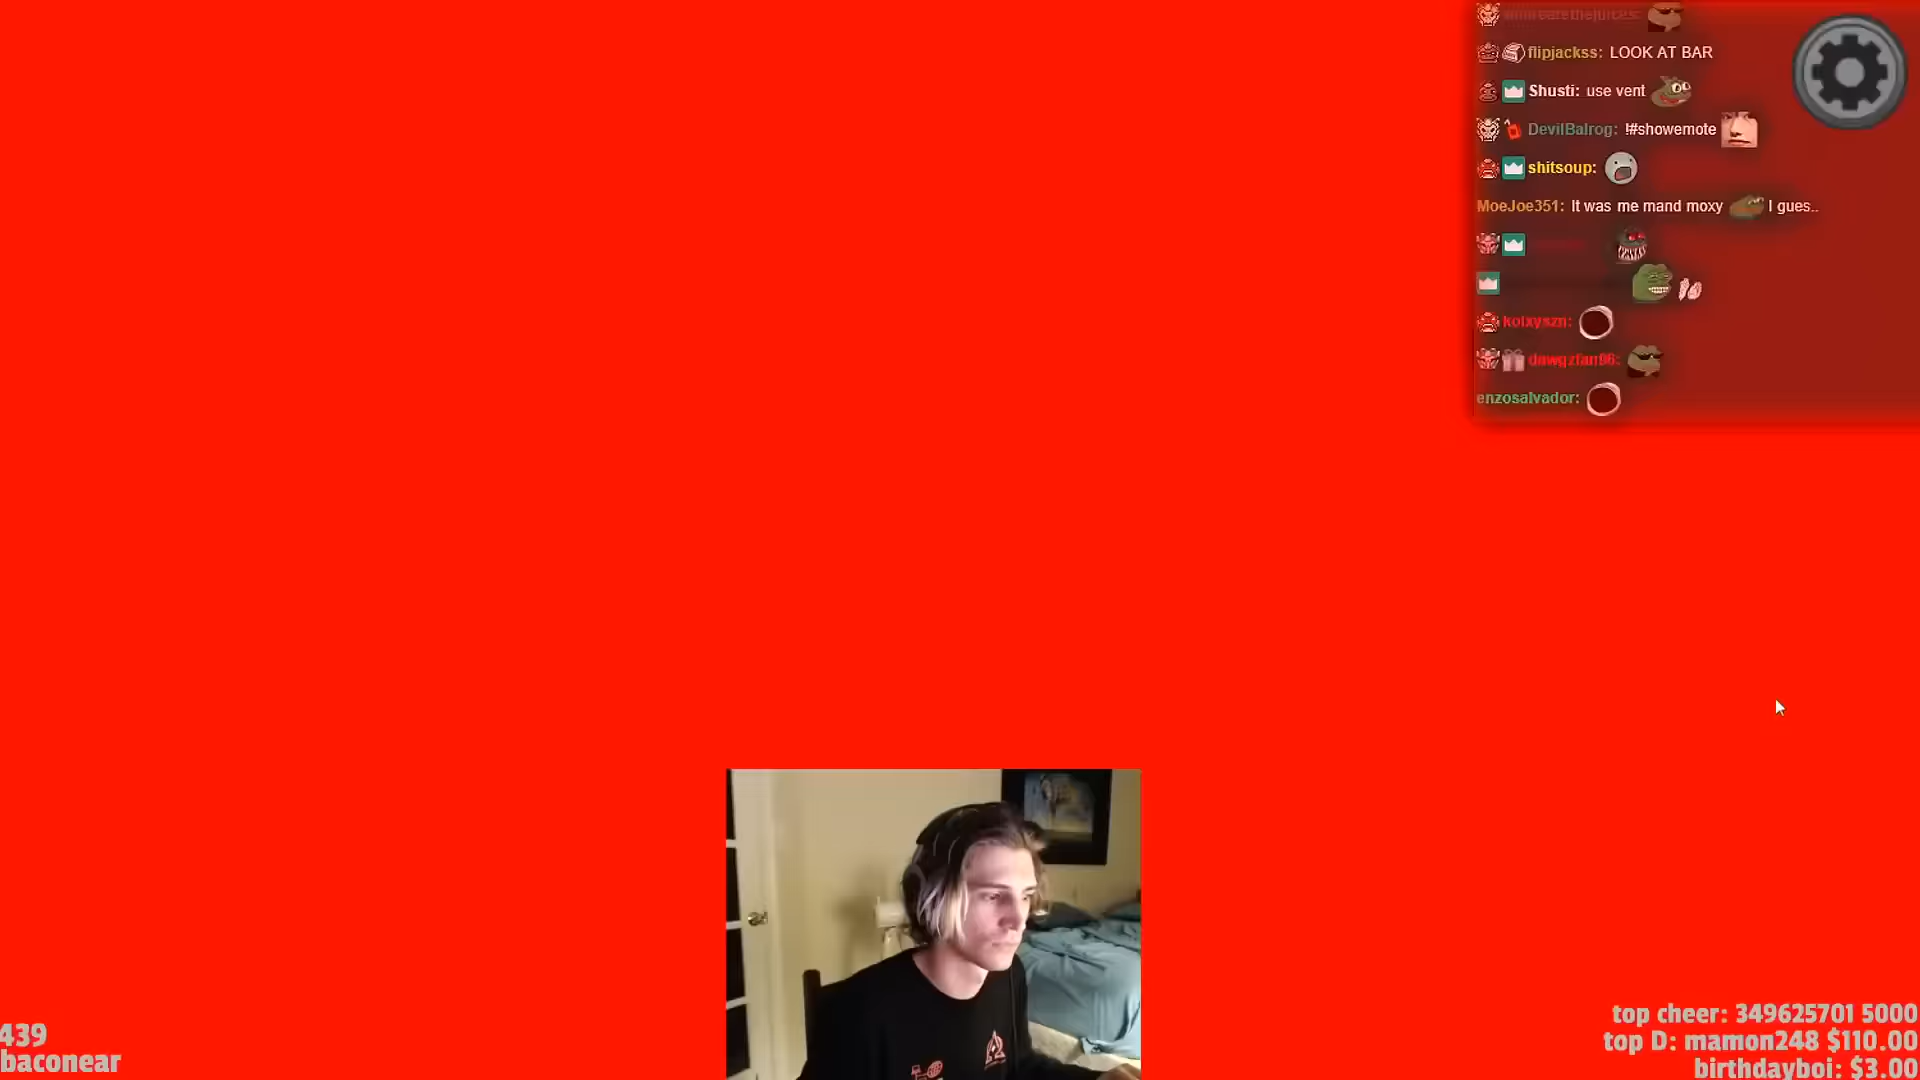 flipjackss: LOOK AT BAR
Shusti: use vent
DevilBalrog: !#showemote
shitsoup:
MoeJoe351: It was me mand moxy I gues..
kolxyszn:
dawgzfan96:
enzosalvador:
439
baconear
top cheer: 349625701 5000
top D: mamon248 $110.00
birthdayboi: $3.00